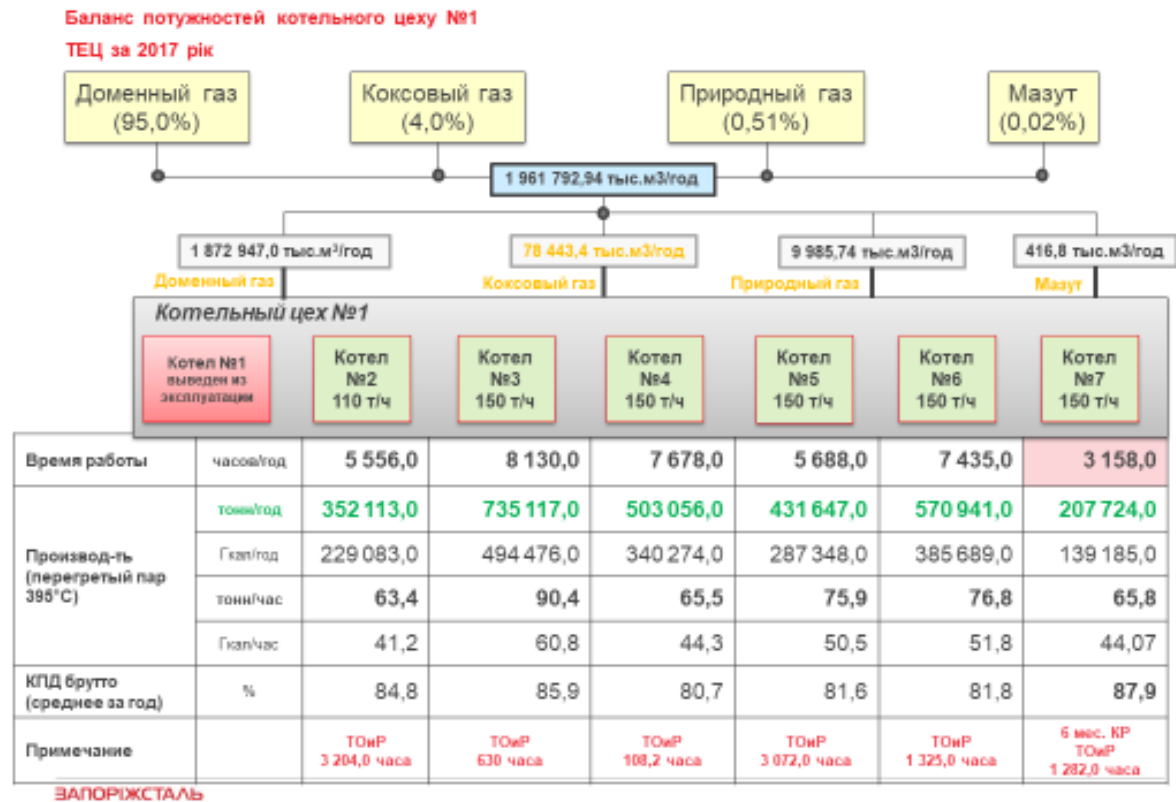 Баланс потужностей котельного цеху №1
ТЕЦ за 2017 рік
Доменный газ
(95,0%)
Коксовый газ
(4,0%)
Природный газ
(0,51%)
Мазут
(0,02%)
1 961 792,94 тыс.м3/год
1 872 947,0 тыс.м³/год
78 443,4 тыс.м3/год
9 985,74 тыс.м3/год
416,8 тыс.м3/год
Доменный газ
Коксовый газ
Природный газ
Мазут
Котельный цех №1
Котел №1
выведен из
эксплуатации
Котел
№2
110 т/ч
Котел
№3
150 т/ч
Котел
№4
150 т/ч
Котел
№5
150 т/ч
Котел
№6
150 т/ч
Котел
№7
150 т/ч
Время работы часов/год 5 556,0 8 130,0 7 678,0 5 688,0 7 435,0 3 158,0
Производ-ть
(перегретый пар
395°С)
тонн/год 352 113,0 735 117,0 503 056,0 431 647,0 570 941,0 207 724,0
Гкал/год 229 083,0 494 476,0 340 274,0 287 348,0 385 689,0 139 185,0
тонн/час 63,4 90,4 65,5 75,9 76,8 65,8
Гкал/час 41,2 60,8 44,3 50,5 51,8 44,07
КПД брутто
(среднее за год)
% 84,8 85,9 80,7 81,6 81,8 87,9
Примечание
ТОиР
3 204,0 часа
ТОиР
630 часа
ТОиР
108,2 часа
ТОиР
3 072,0 часа
ТОиР
1 325,0 часа
6 мес. КР
ТОиР
1 282,0 часа
ЗАПОРІЖСТАЛЬ